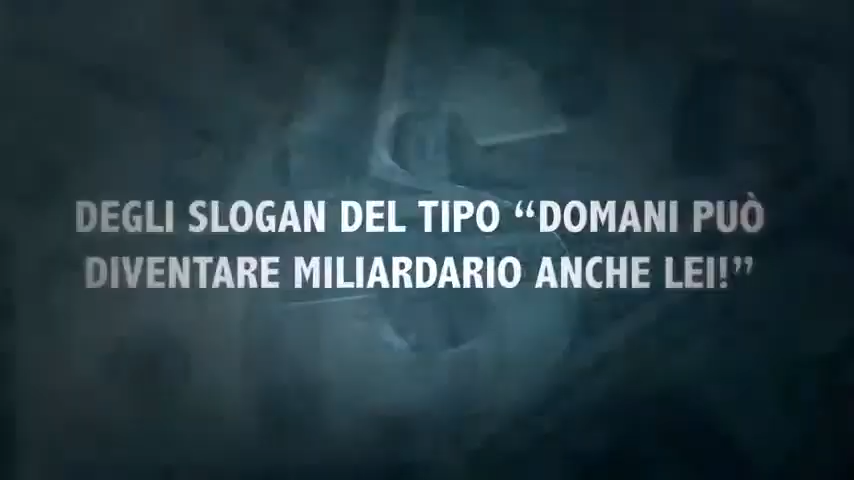 DEGLI SLOGAN DEL TIPO “DOMANI PUÒ
DIVENTARE MILIARDARIO ANCHE LEI!”